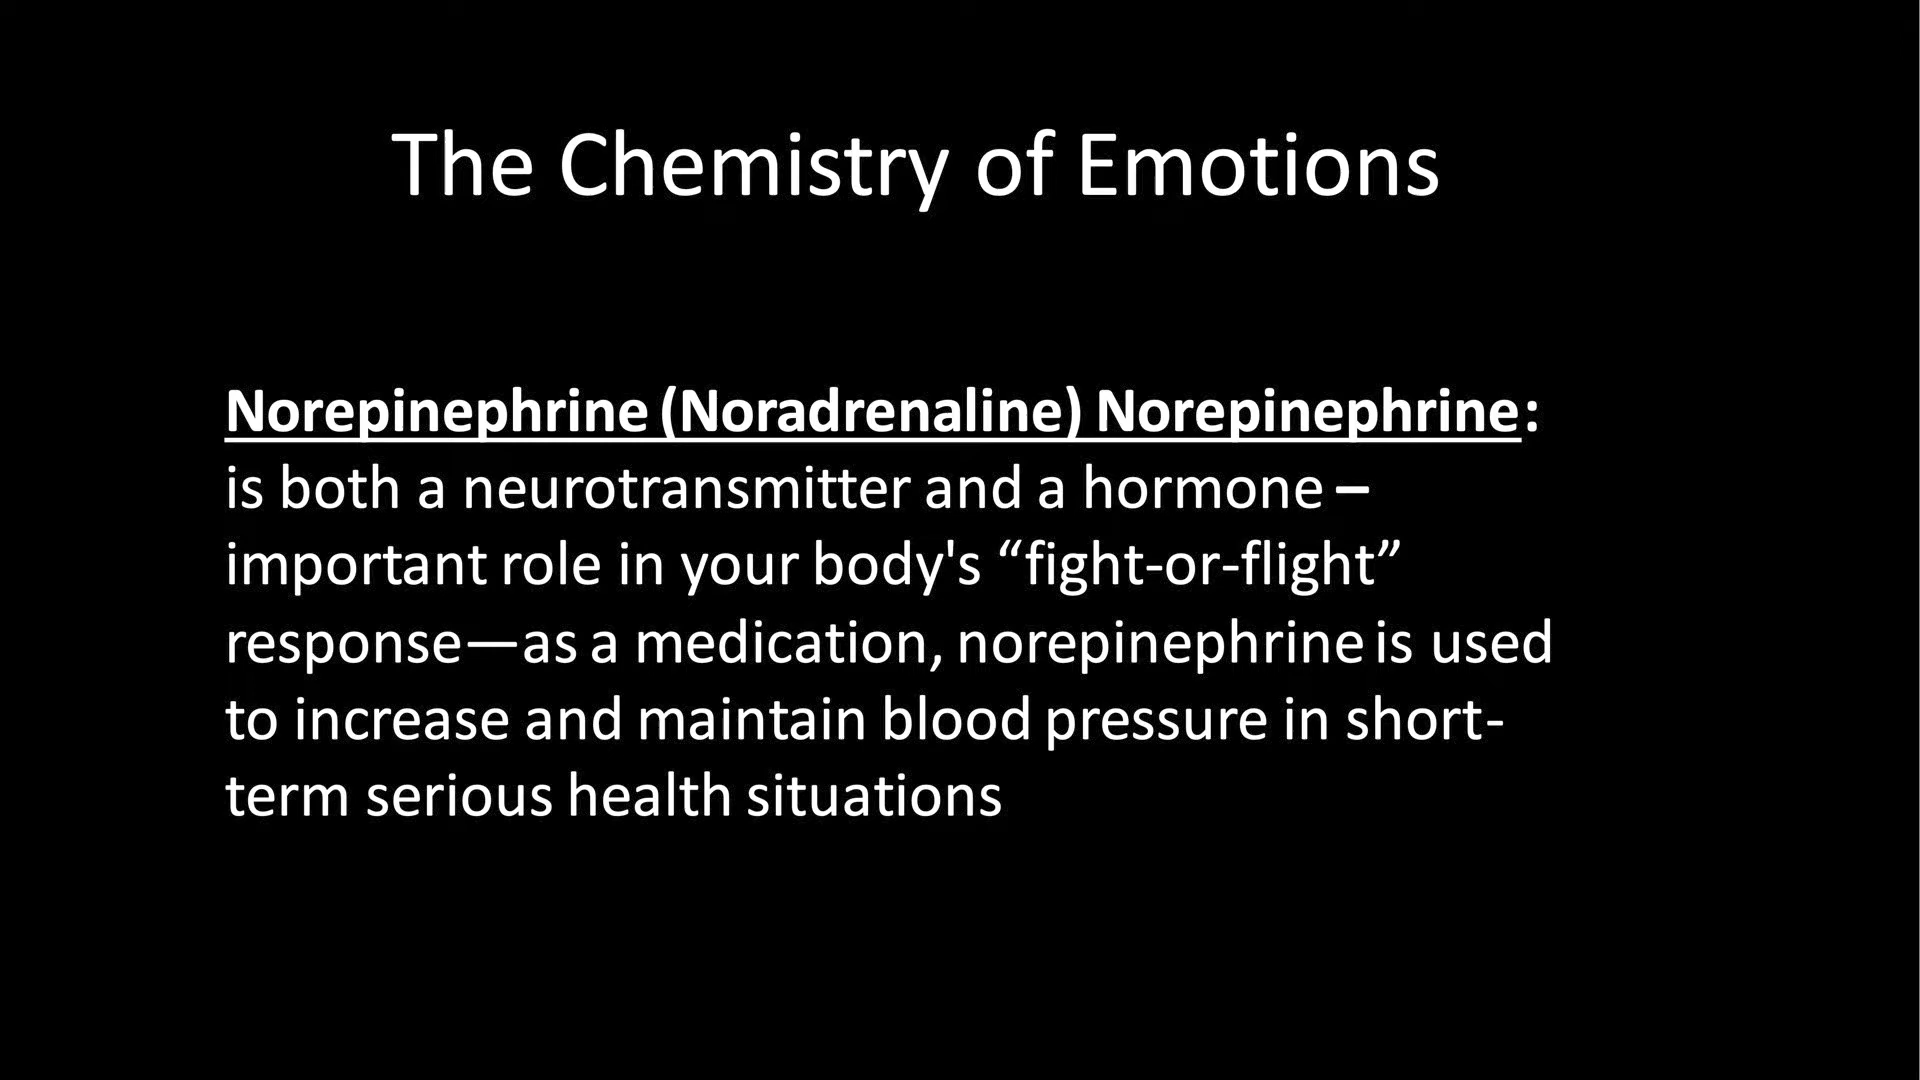 The Chemistry of Emotions
Norepinephrine (Noradrenaline) Norepinephrine:
is both a neurotransmitter and a hormone –
important role in your body's “fight-or-flight”
response—as a medication, norepinephrine is used
to increase and maintain blood pressure in short-
term serious health situations